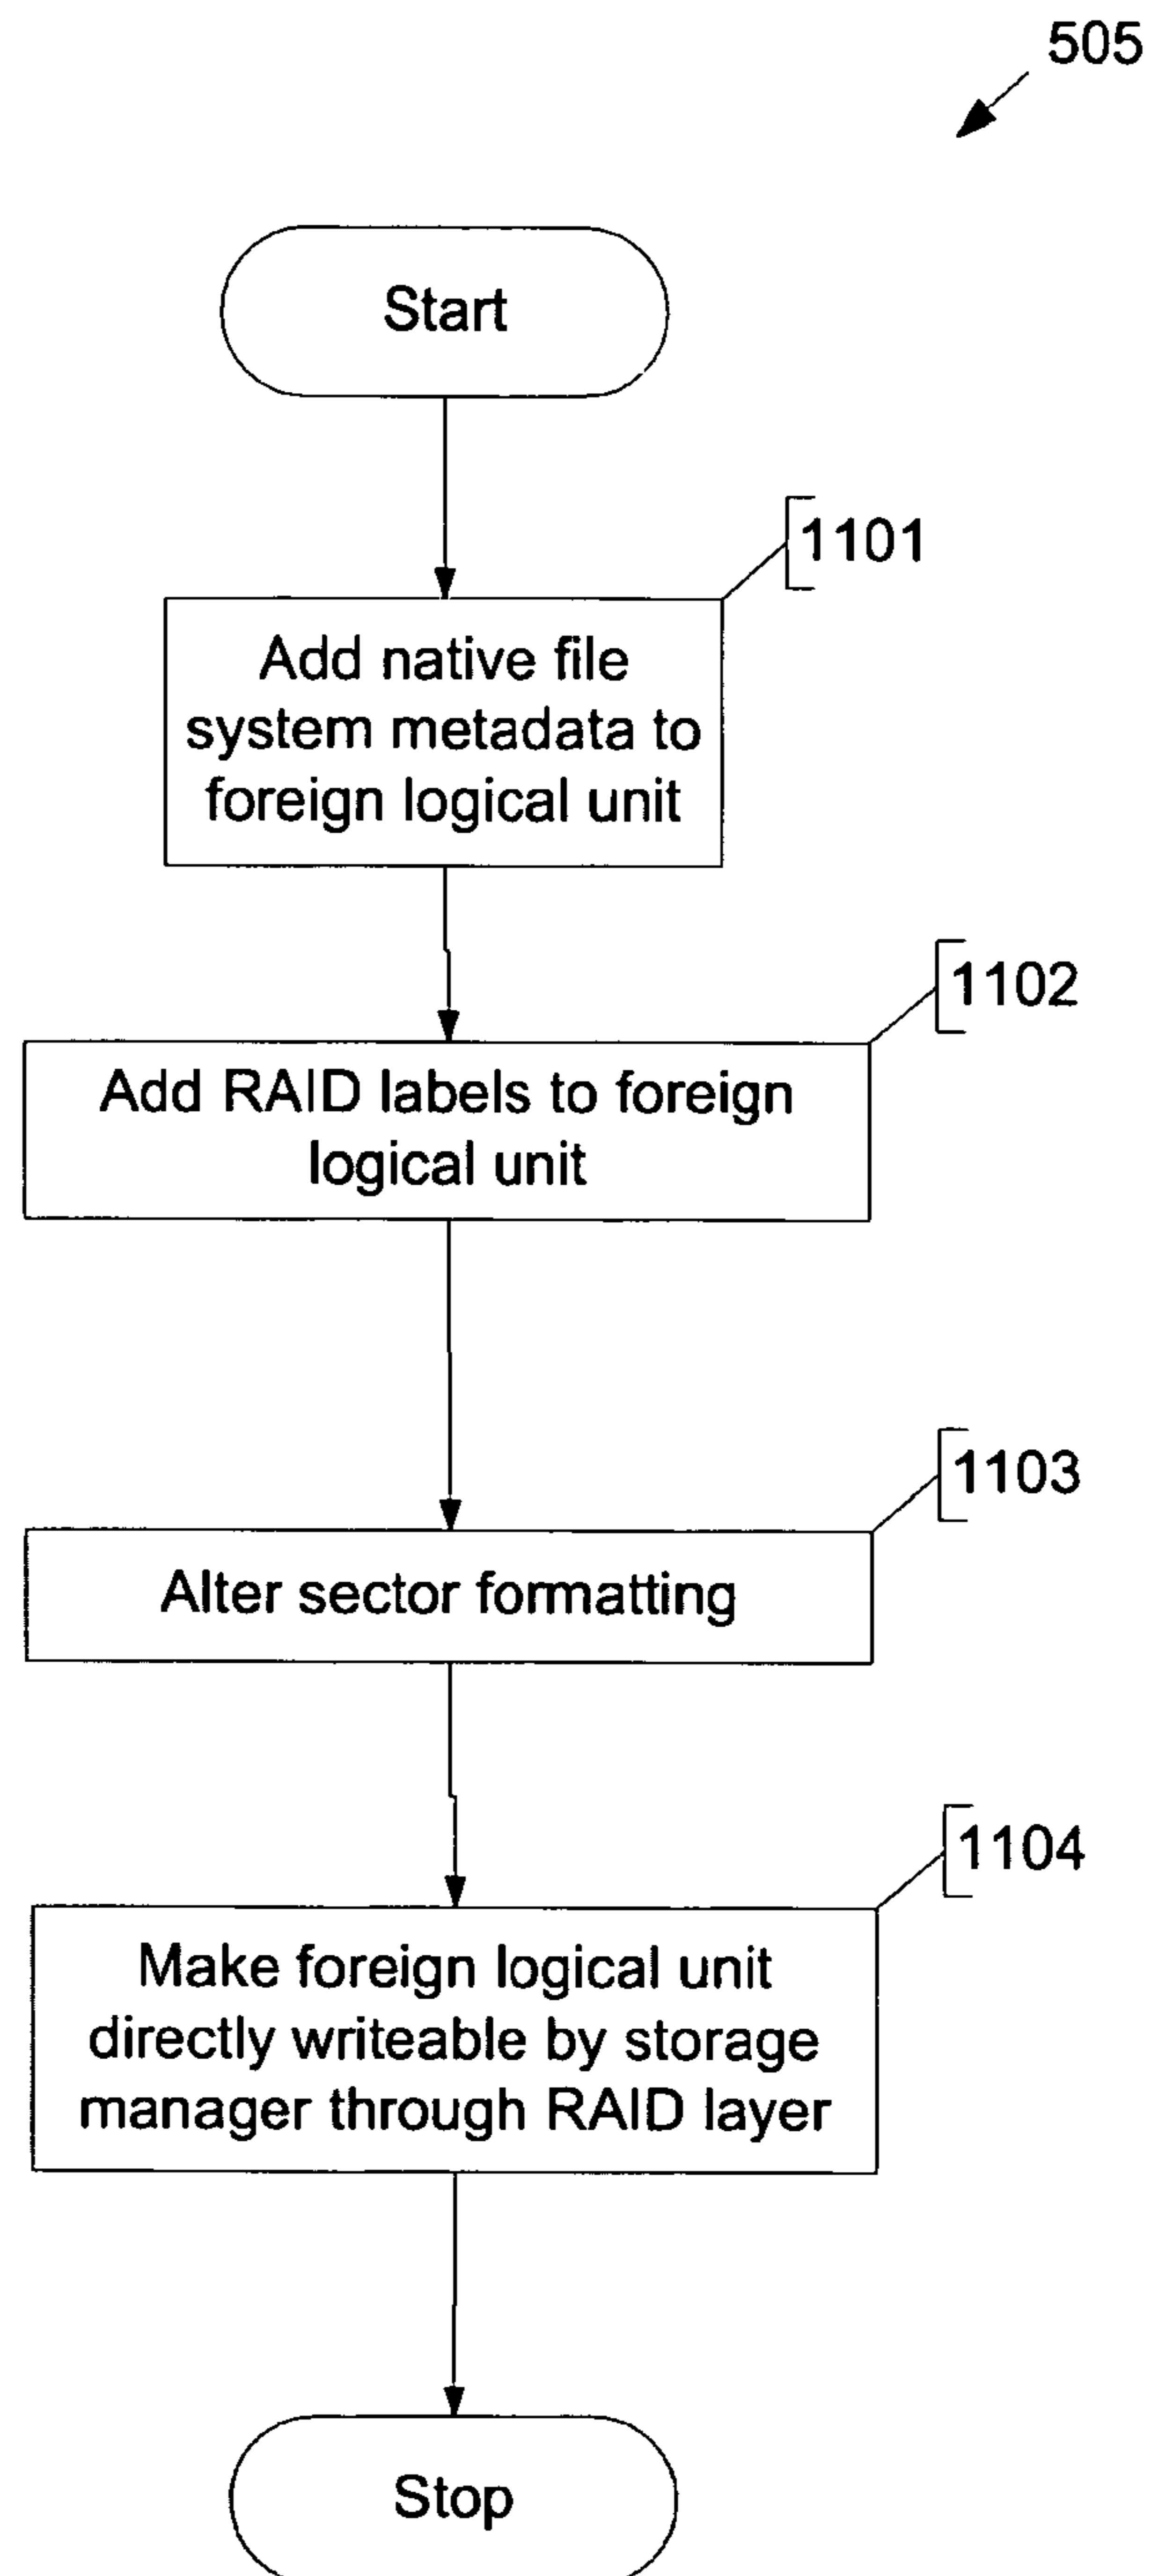 505
Start
1101
Add native file
system metadata to
foreign logical unit
1102
Add RAID labels to foreign
logical unit
1103
Alter sector formatting
1104
Make foreign logical unit
directly writeable by storage
manager through RAID layer
Stop